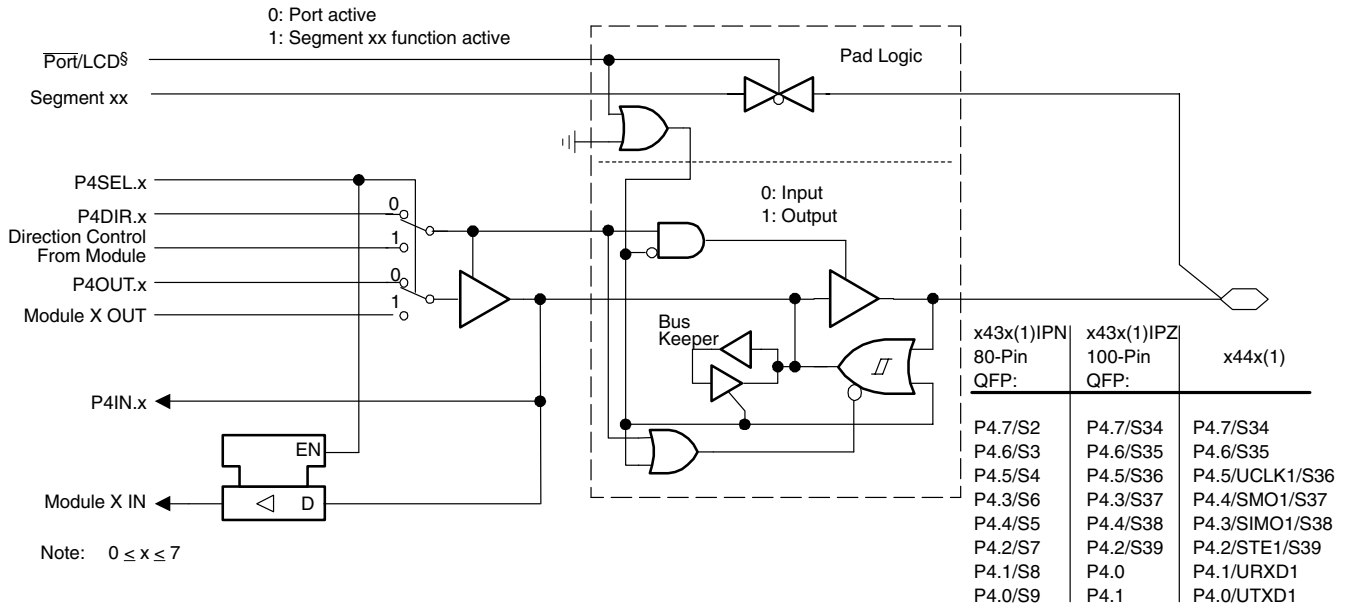 0: Port active
1: Segment xx function active
Port/LCD§
Pad Logic
Segment xx
P4SEL.x
0: Input
1: Output
0
P4DIR.x
Direction Control
From Module
1
0
P4OUT.x
1
Module X OUT
Bus
Keeper
x43x(1)IPN
80-Pin
QFP:
x43x(1)IPZ
100-Pin
QFP:
x44x(1)
P4IN.x
EN
Module X IN
D
Note: 0 ≤ x ≤ 7
P4.7/S2 P4.7/S34 P4.7/S34
P4.6/S3 P4.6/S35 P4.6/S35
P4.5/S4 P4.5/S36 P4.5/UCLK1/S36
P4.3/S6 P4.3/S37 P4.4/SMO1/S37
P4.4/S5 P4.4/S38 P4.3/SIMO1/S38
P4.2/S7 P4.2/S39 P4.2/STE1/S39
P4.1/S8 P4.0 P4.1/URXD1
P4.0/S9 P4.1 P4.0/UTXD1